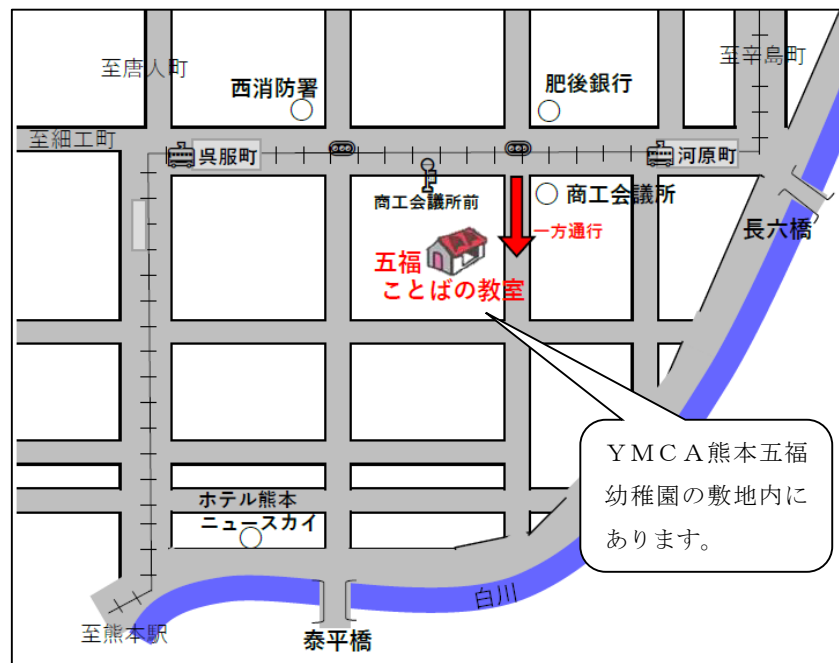 至唐人町
至辛島町
西消防署
肥後銀行
至細工町
呉服町
河原町
商工会議所前
商工会議所
一方通行
長六橋
五福
ことばの教室
ＹＭＣＡ熊本五福
幼稚園の敷地内に
あります。
ホテル熊本
ニュースカイ
白川
至熊本駅
泰平橋